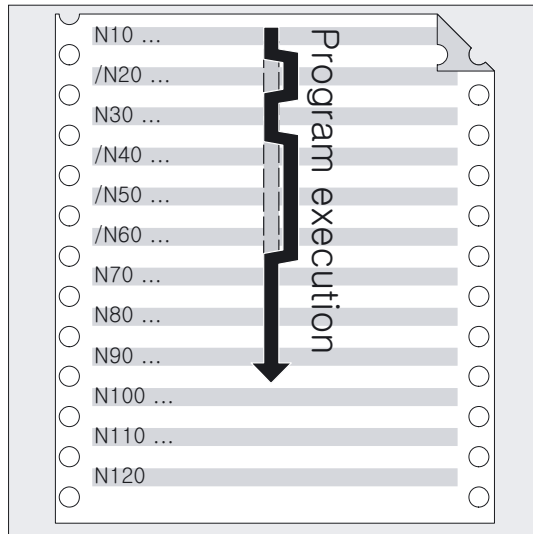 N10 ...
/N20 ...
N30 ...
/N40 ...
/N50 ...
/N60 ...
N70 ...
N80 ...
N90 ...
N100 ...
N110 ...
N120
Program execution